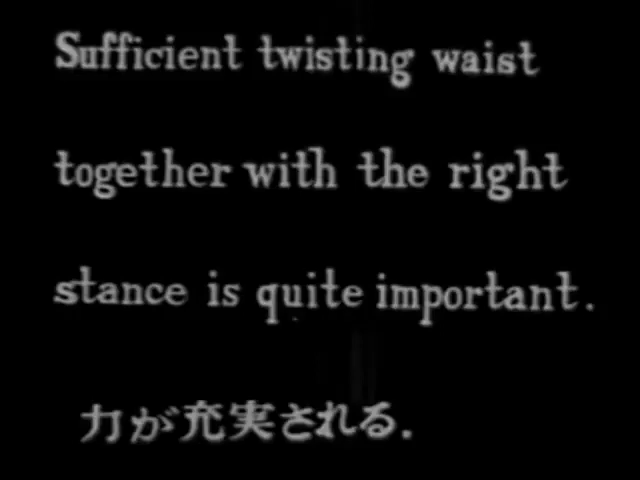 Sufficient twisting waist
together with the right
stance is quite important.
力が充実される.